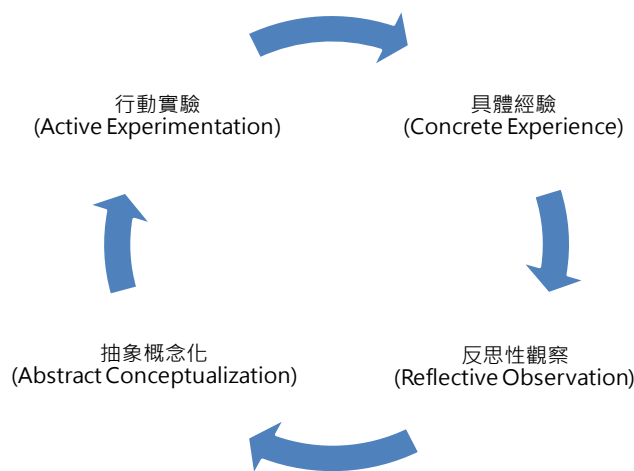 行動實驗
(Active Experimentation)
具體經驗
(Concrete Experience)
抽象概念化
(Abstract Conceptualization)
反思性觀察
(Reflective Observation)